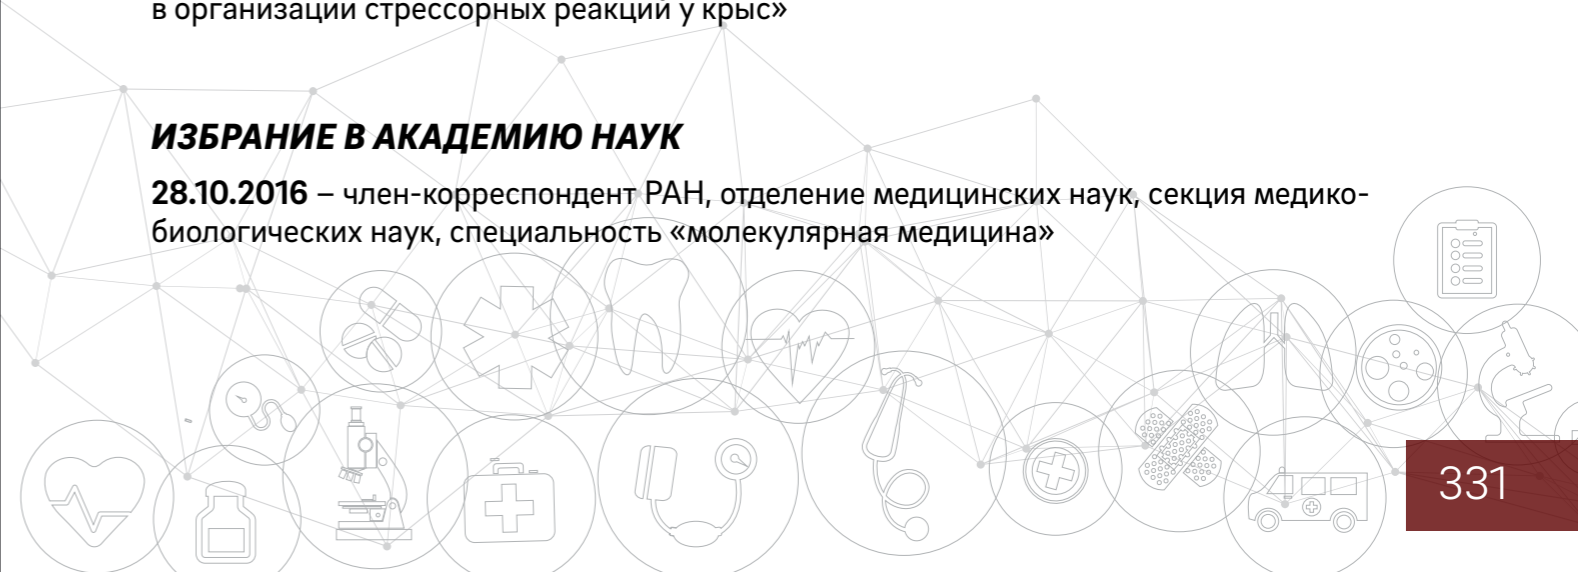 в организации стрессорных реакций у крыс»
ИЗБРАНИЕ В АКАДЕМИЮ НАУК
28.10.2016 – член-корреспондент РАН, отделение медицинских наук, секция медико-
биологических наук, специальность «молекулярная медицина»
331